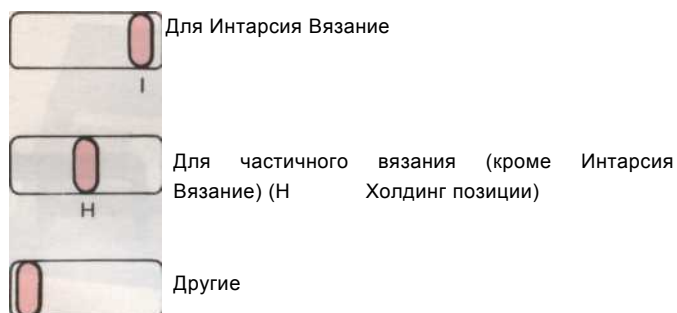 Для Интарсия Вязание
I
Для частичного вязания (кроме Интарсия
Вязание) (H Холдинг позиции)
H
Другие